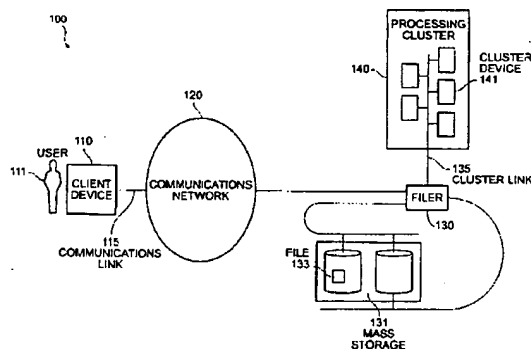 100
PROCESSING
CLUSTER
CLUSTER
DEVICE
140
141
120
110
USER
111
CLIENT
DEVICE
COMMUNICATIONS
NETWORK
135
CLUSTER LINK
FILER
130
115
COMMUNICATIONS
LINK
FILE
133
131
MASS
STORAGE